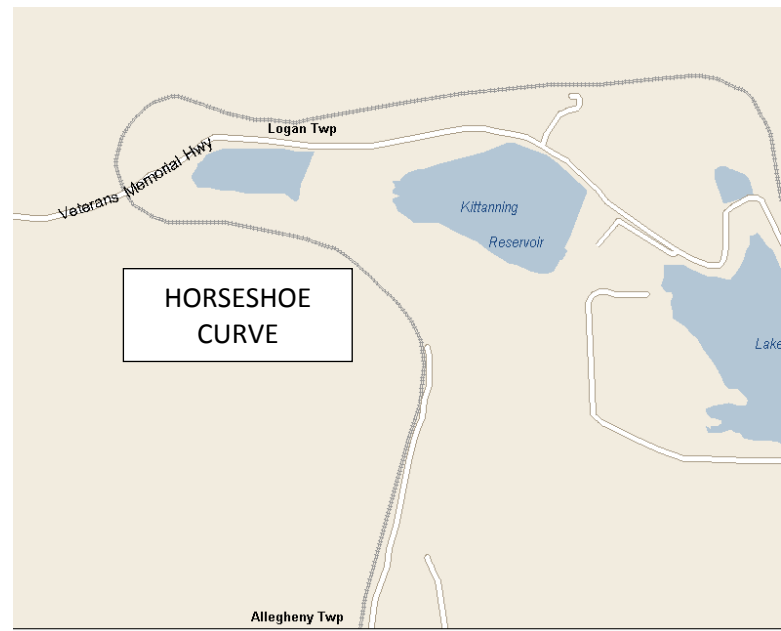 Logan Twp
Veterans Memorial Hwy
Kittanning
Reservoir
HORSESHOE
CURVE
Lake
Allegheny Twp